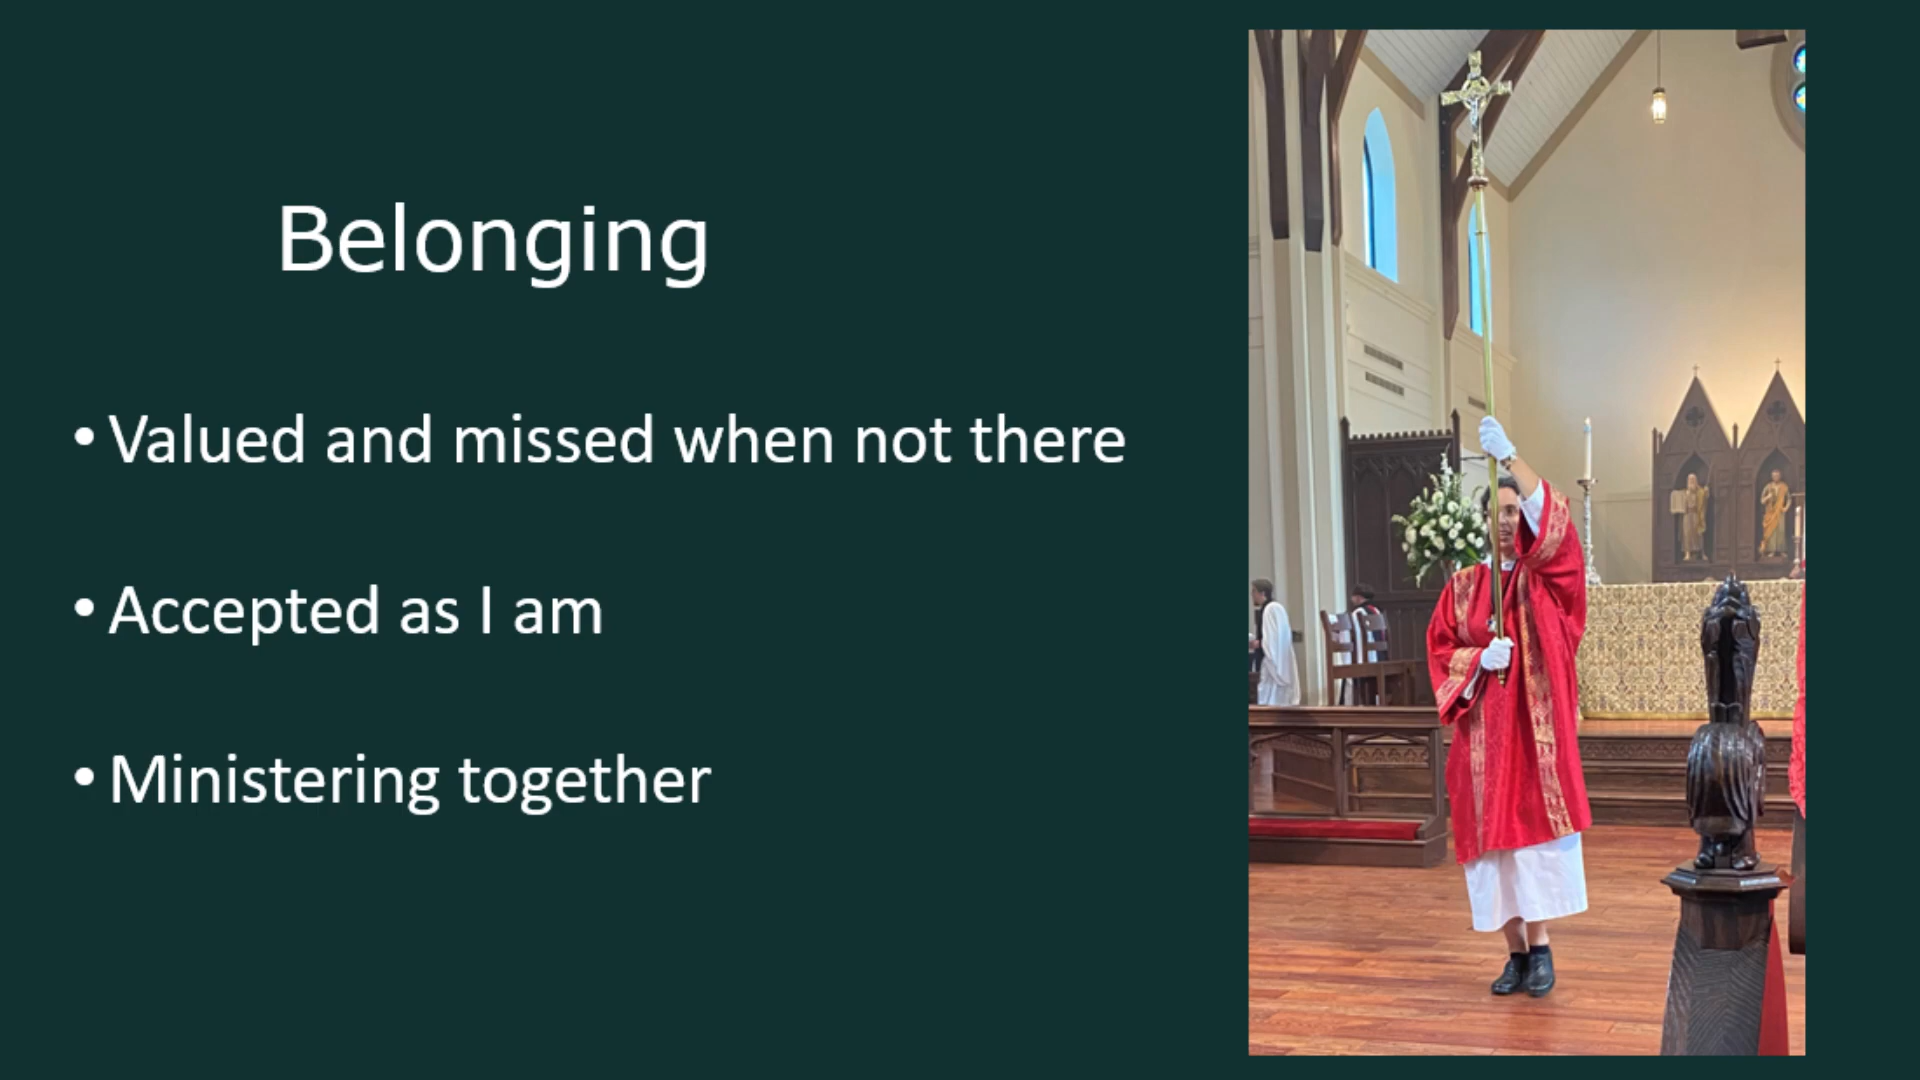 Belonging
• Valued and missed when not there
• Accepted as I am
• Ministering together